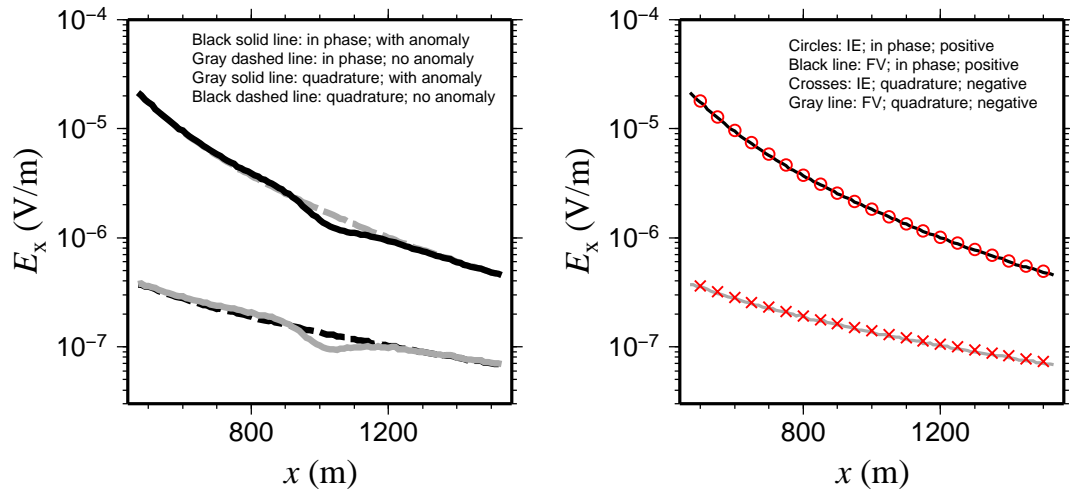 10⁻⁴
10⁻⁵
10⁻⁶
10⁻⁷
Eₓ (V/m)
Black solid line: in phase; with anomaly
Gray dashed line: in phase; no anomaly
Gray solid line: quadrature; with anomaly
Black dashed line: quadrature; no anomaly
800 1200
x (m)
10⁻⁴
10⁻⁵
10⁻⁶
10⁻⁷
Eₓ (V/m)
Circles: IE; in phase; positive
Black line: FV; in phase; positive
Crosses: IE; quadrature; negative
Gray line: FV; quadrature; negative
800 1200
x (m)